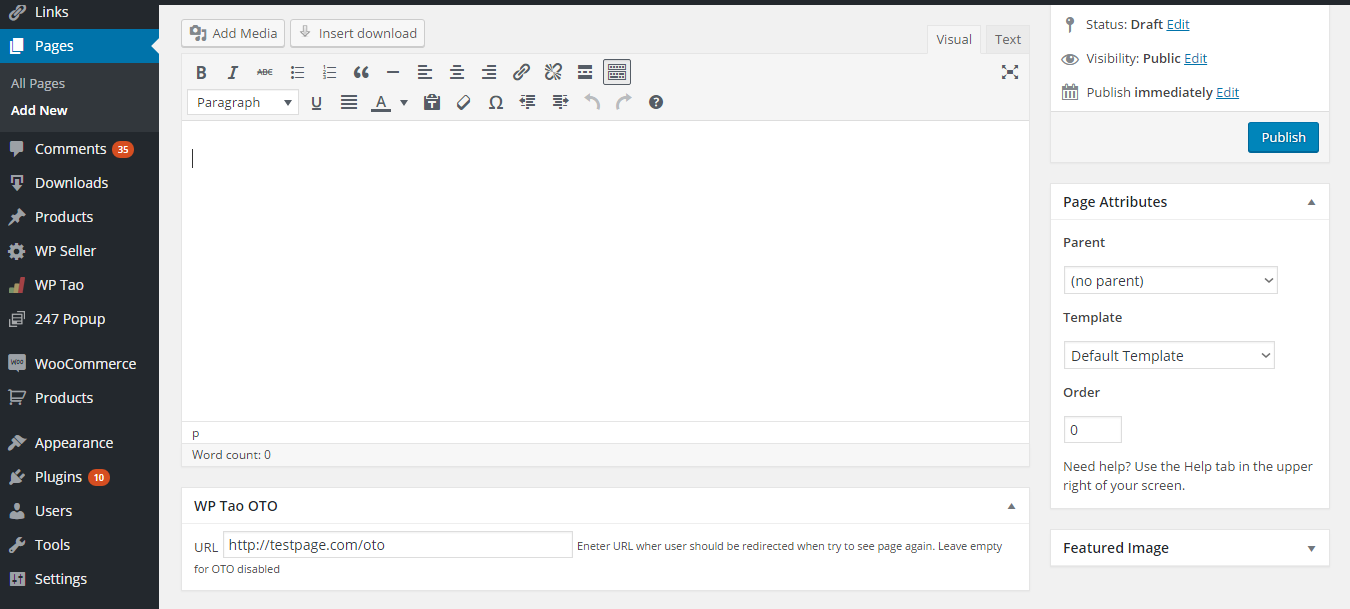 Links
Pages
All Pages
Add New
Comments 35
Downloads
Products
WP Seller
WP Tao
247 Popup
WooCommerce
Products
Appearance
Plugins 10
Users
Tools
Settings
Add Media Insert download
Visual Text
B I ABC
Paragraph U A Ω ?
p
Word count: 0
WP Tao OTO
URL http://testpage.com/oto Eneter URL wher user should be redirected when try to see page again. Leave empty
for OTO disabled
Status: Draft Edit
Visibility: Public Edit
Publish immediately Edit
Publish
Page Attributes
Parent
(no parent)
Template
Default Template
Order
0
Need help? Use the Help tab in the upper
right of your screen.
Featured Image